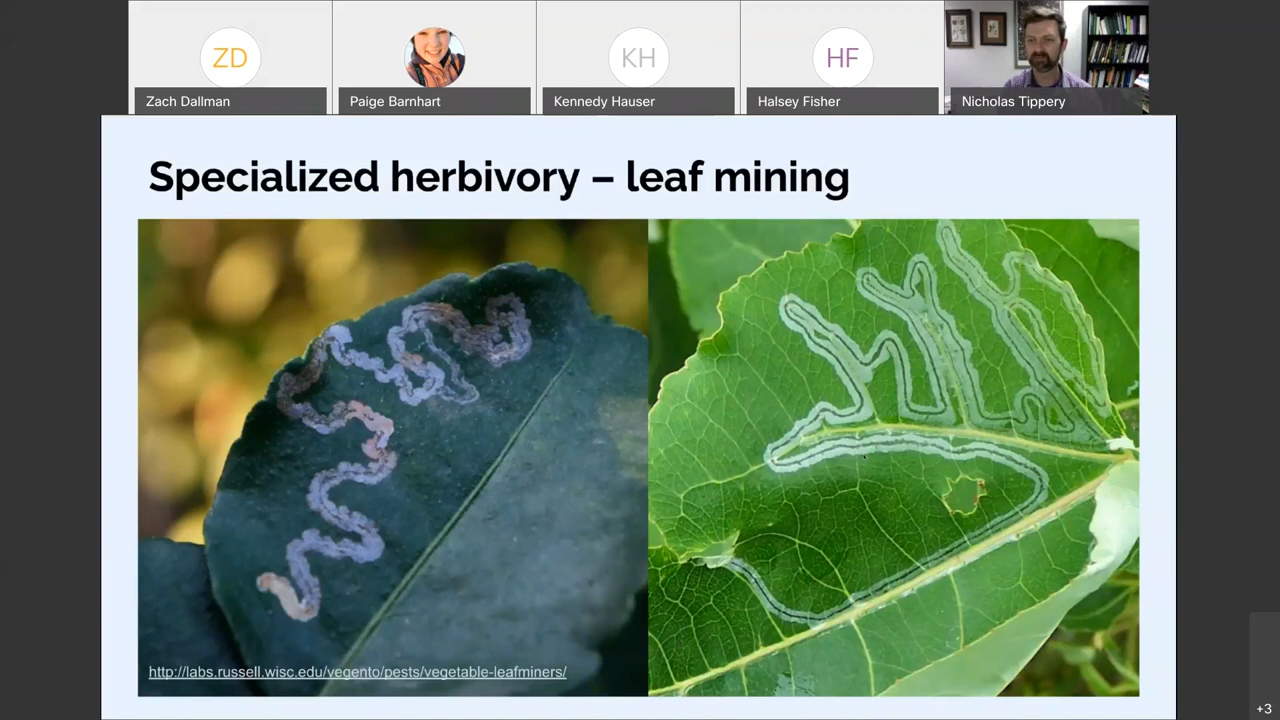 ZD
KH
HF
Zach Dallman
Paige Barnhart
Kennedy Hauser
Halsey Fisher
Nicholas Tippery
Specialized herbivory – leaf mining
http://labs.russell.wisc.edu/vegento/pests/vegetable-leafminers/
+3